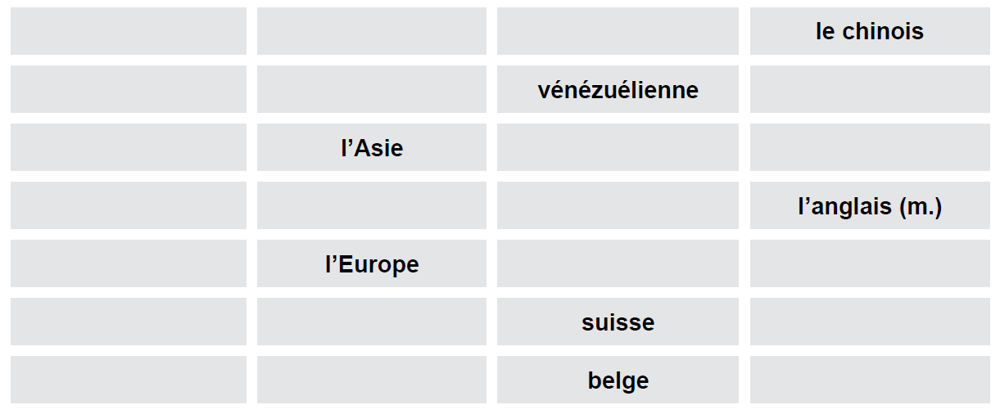 le chinois
vénézuélienne
l’Asie
l’anglais (m.)
l’Europe
suisse
belge